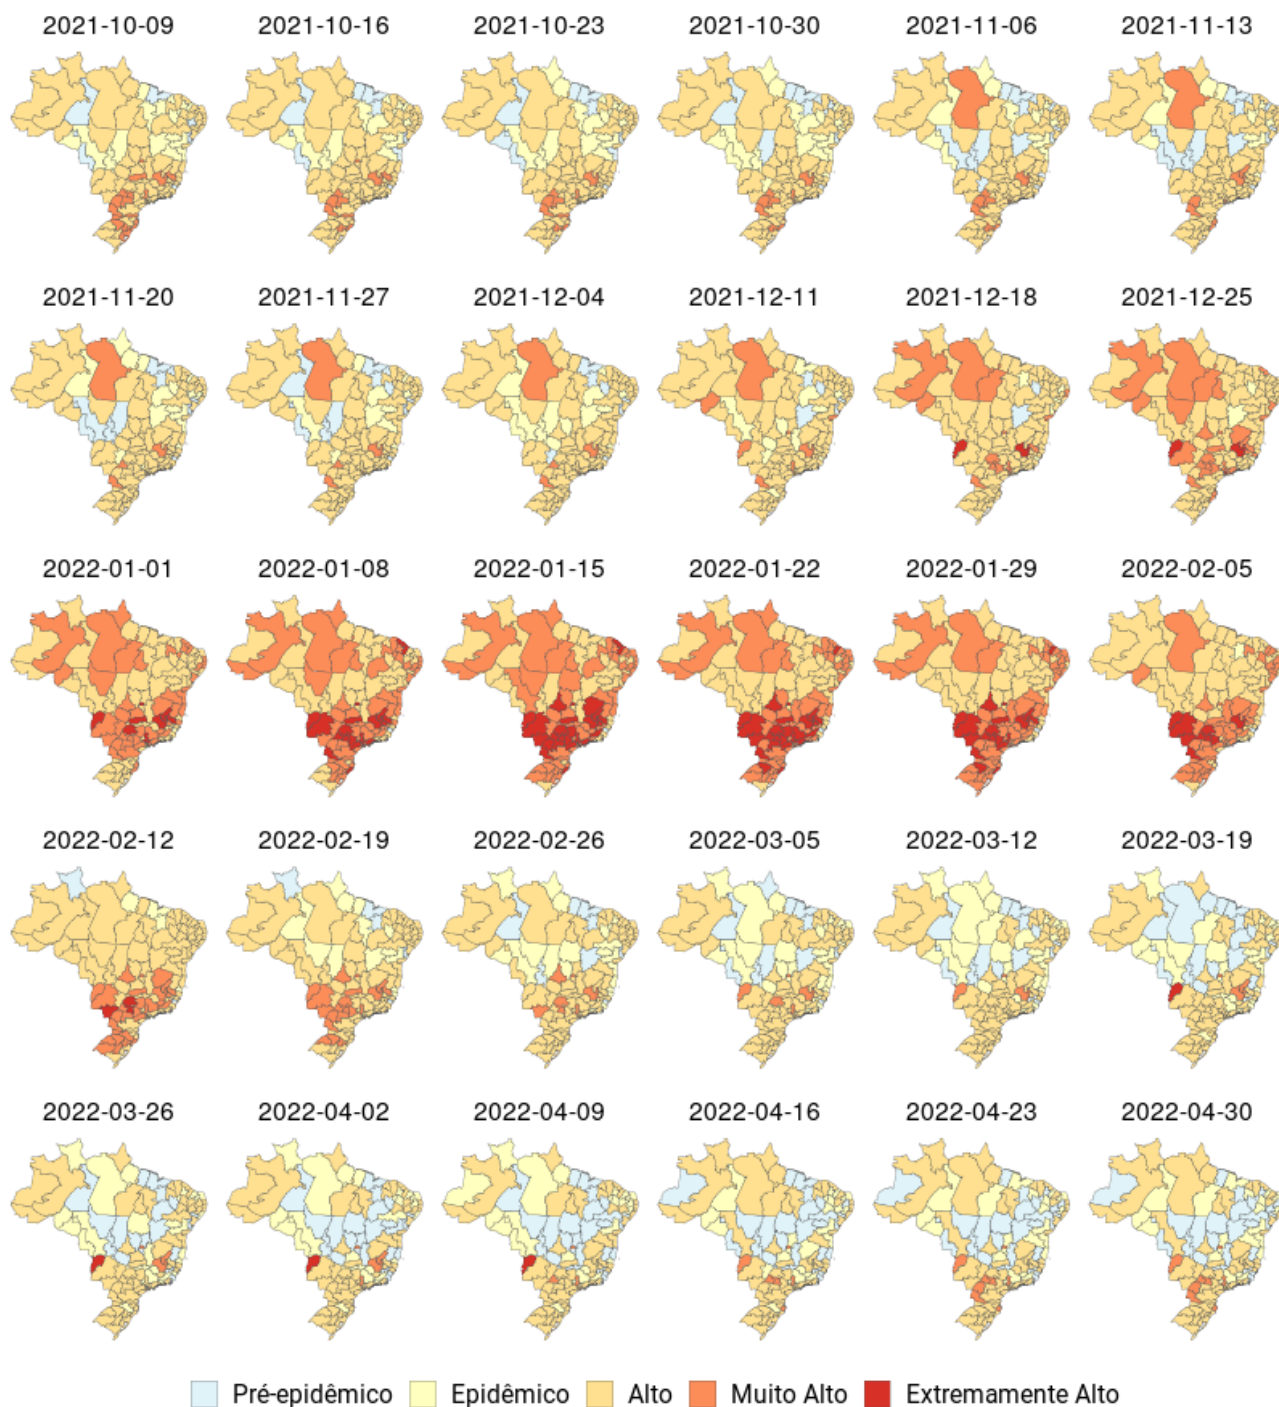 2021-10-09 2021-10-16 2021-10-23 2021-10-30 2021-11-06 2021-11-13
2021-11-20 2021-11-27 2021-12-04 2021-12-11 2021-12-18 2021-12-25
2022-01-01 2022-01-08 2022-01-15 2022-01-22 2022-01-29 2022-02-05
2022-02-12 2022-02-19 2022-02-26 2022-03-05 2022-03-12 2022-03-19
2022-03-26 2022-04-02 2022-04-09 2022-04-16 2022-04-23 2022-04-30
Pré-epidêmico Epidêmico Alto Muito Alto Extremamente Alto